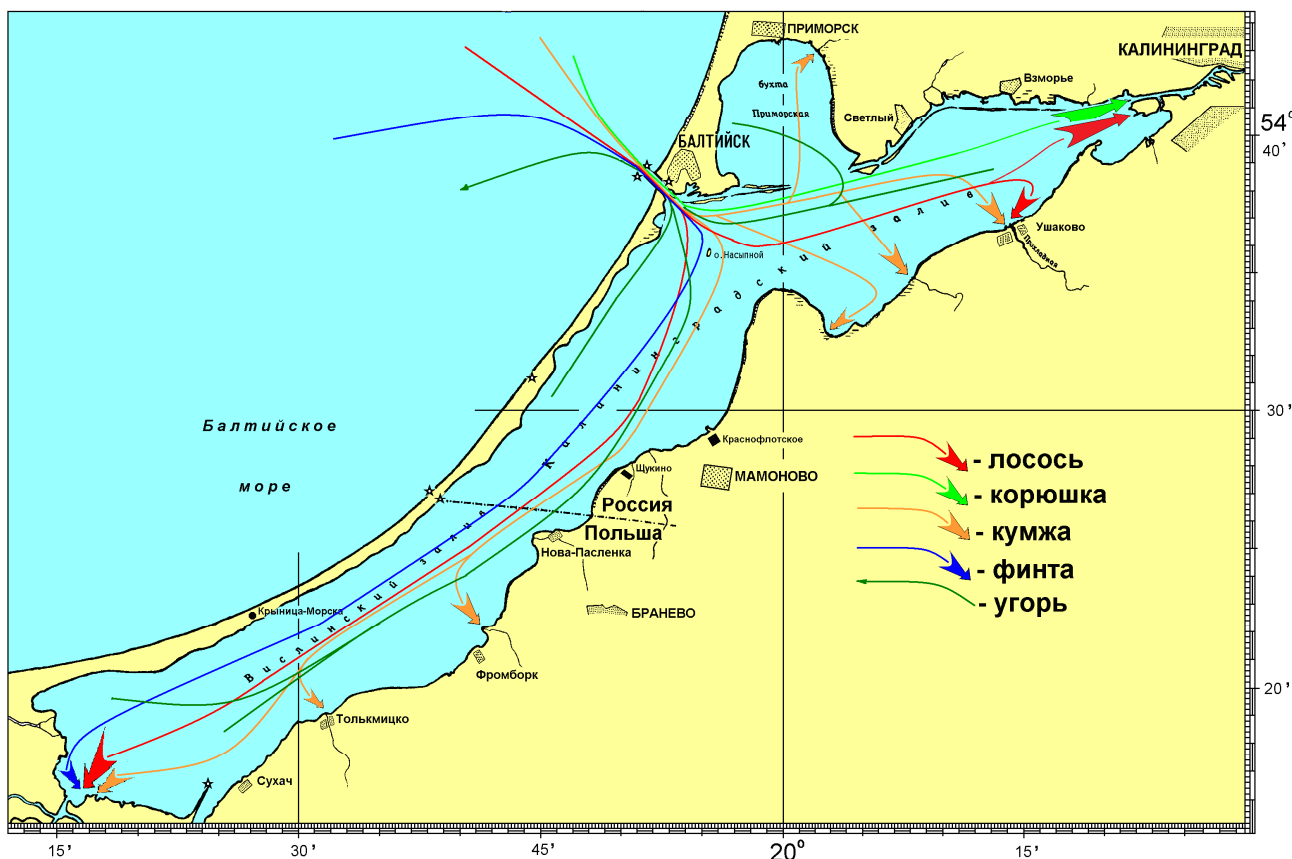 ПРИМОРСК
КАЛИНИНГРАД
бухта
Приморская
Взморье
Светлый
54°
40'
БАЛТИЙСК
Ушаково
Прохладная
о. Насыпной
Калининградский залив
30'
Балтийское
море
Краснофлотское
Щукино
МАМОНОВО
Россия
Польша
Нова-Пасленка
БРАНЕВО
Крыница-Морска
Вислинский залив
Фромборк
Толькмицко
Сухач
20'
- лосось
- корюшка
- кумжа
- финта
- угорь
15'
30'
45'
20°
15'